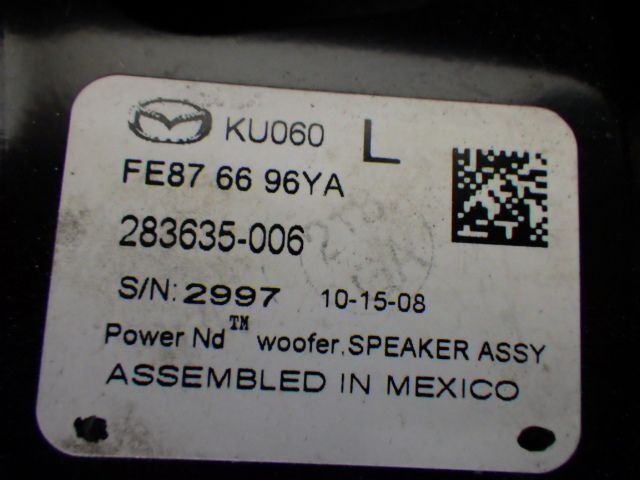 KU060 L
FE87 66 96YA
283635-006
S/N: 2997 10-15-08
Power Nd™ woofer, SPEAKER ASSY
ASSEMBLED IN MEXICO